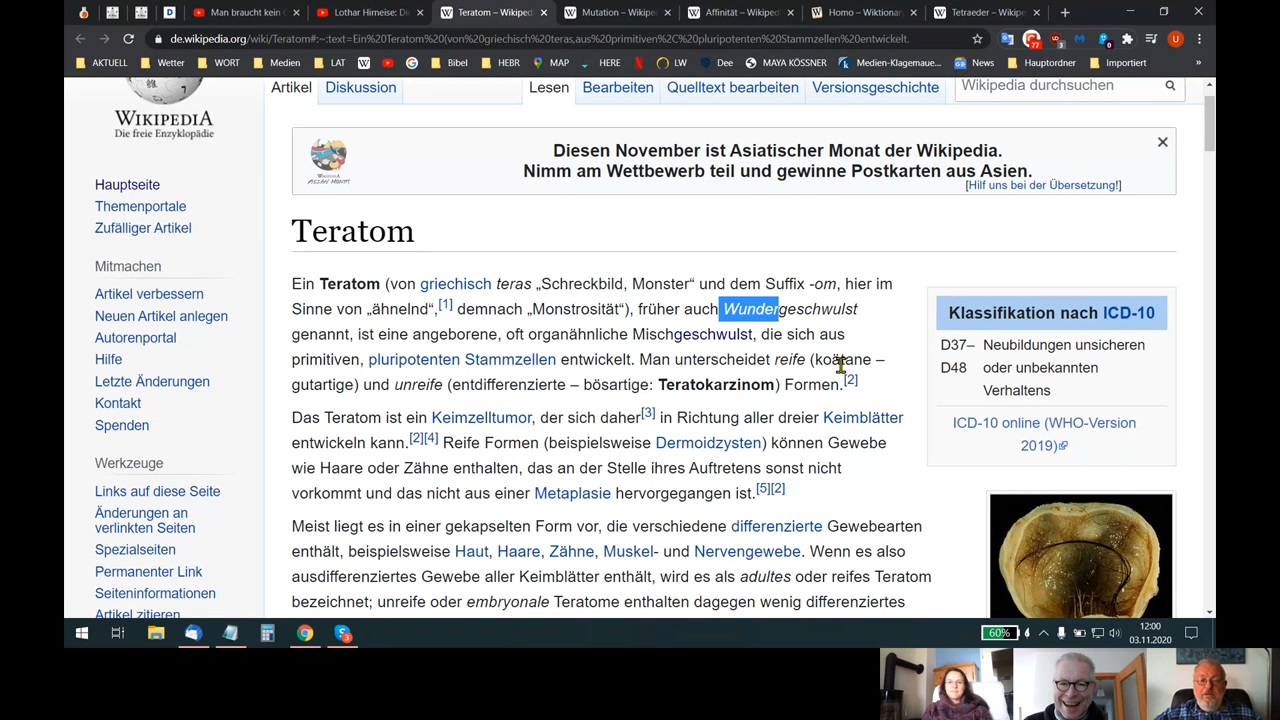 Man braucht kein
Lothar Hirneise: Di
Teratom – Wikipe
Mutation – Wikipe
Affinität – Wikipe
Homo – Wiktiona
Tetraeder – Wikipe
de.wikipedia.org/wiki/Teratom#:~:text=Ein%20Teratom%20(von%20griechisch%20teras,aus%20primitiven%2C%20pluripotenten%20Stammzellen%20entwickelt.
77
3
0
U
AKTUELL
Wetter
WORT
Medien
LAT
Bibel
HEBR
MAP
HERE
LW
Dee
MAYA KÖSSNER
Medien-Klagemaue...
News
Hauptordner
Importiert
»
Artikel
Diskussion
Lesen
Bearbeiten
Quelltext bearbeiten
Versionsgeschichte
Wikipedia durchsuchen
WIKIPEDIA
Die freie Enzyklopädie
Diesen November ist Asiatischer Monat der Wikipedia.
Nimm am Wettbewerb teil und gewinne Postkarten aus Asien.
[Hilf uns bei der Übersetzung!]
WIKIPEDIA
ASIAN MONTH
Hauptseite
Themenportale
Zufälliger Artikel
Mitmachen
Artikel verbessern
Neuen Artikel anlegen
Autorenportal
Hilfe
Letzte Änderungen
Kontakt
Spenden
Werkzeuge
Links auf diese Seite
Änderungen an
verlinkten Seiten
Spezialseiten
Permanenter Link
Seiteninformationen
Artikel zitieren
Teratom
Ein Teratom (von griechisch teras „Schreckbild, Monster“ und dem Suffix -om, hier im
Sinne von „ähnelnd“,[1] demnach „Monstrosität“), früher auch Wundergeschwulst
genannt, ist eine angeborene, oft organähnliche Mischgeschwulst, die sich aus
primitiven, pluripotenten Stammzellen entwickelt. Man unterscheidet reife (koätane –
gutartige) und unreife (entdifferenzierte – bösartige: Teratokarzinom) Formen.[2]
Das Teratom ist ein Keimzelltumor, der sich daher[3] in Richtung aller dreier Keimblätter
entwickeln kann.[2][4] Reife Formen (beispielsweise Dermoidzysten) können Gewebe
wie Haare oder Zähne enthalten, das an der Stelle ihres Auftretens sonst nicht
vorkommt und das nicht aus einer Metaplasie hervorgegangen ist.[5][2]
Meist liegt es in einer gekapselten Form vor, die verschiedene differenzierte Gewebearten
enthält, beispielsweise Haut, Haare, Zähne, Muskel- und Nervengewebe. Wenn es also
ausdifferenziertes Gewebe aller Keimblätter enthält, wird es als adultes oder reifes Teratom
bezeichnet; unreife oder embryonale Teratome enthalten dagegen wenig differenziertes
Klassifikation nach ICD-10
D37–
D48
Neubildungen unsicheren
oder unbekannten
Verhaltens
ICD-10 online (WHO-Version
2019)
60%
12:00
03.11.2020